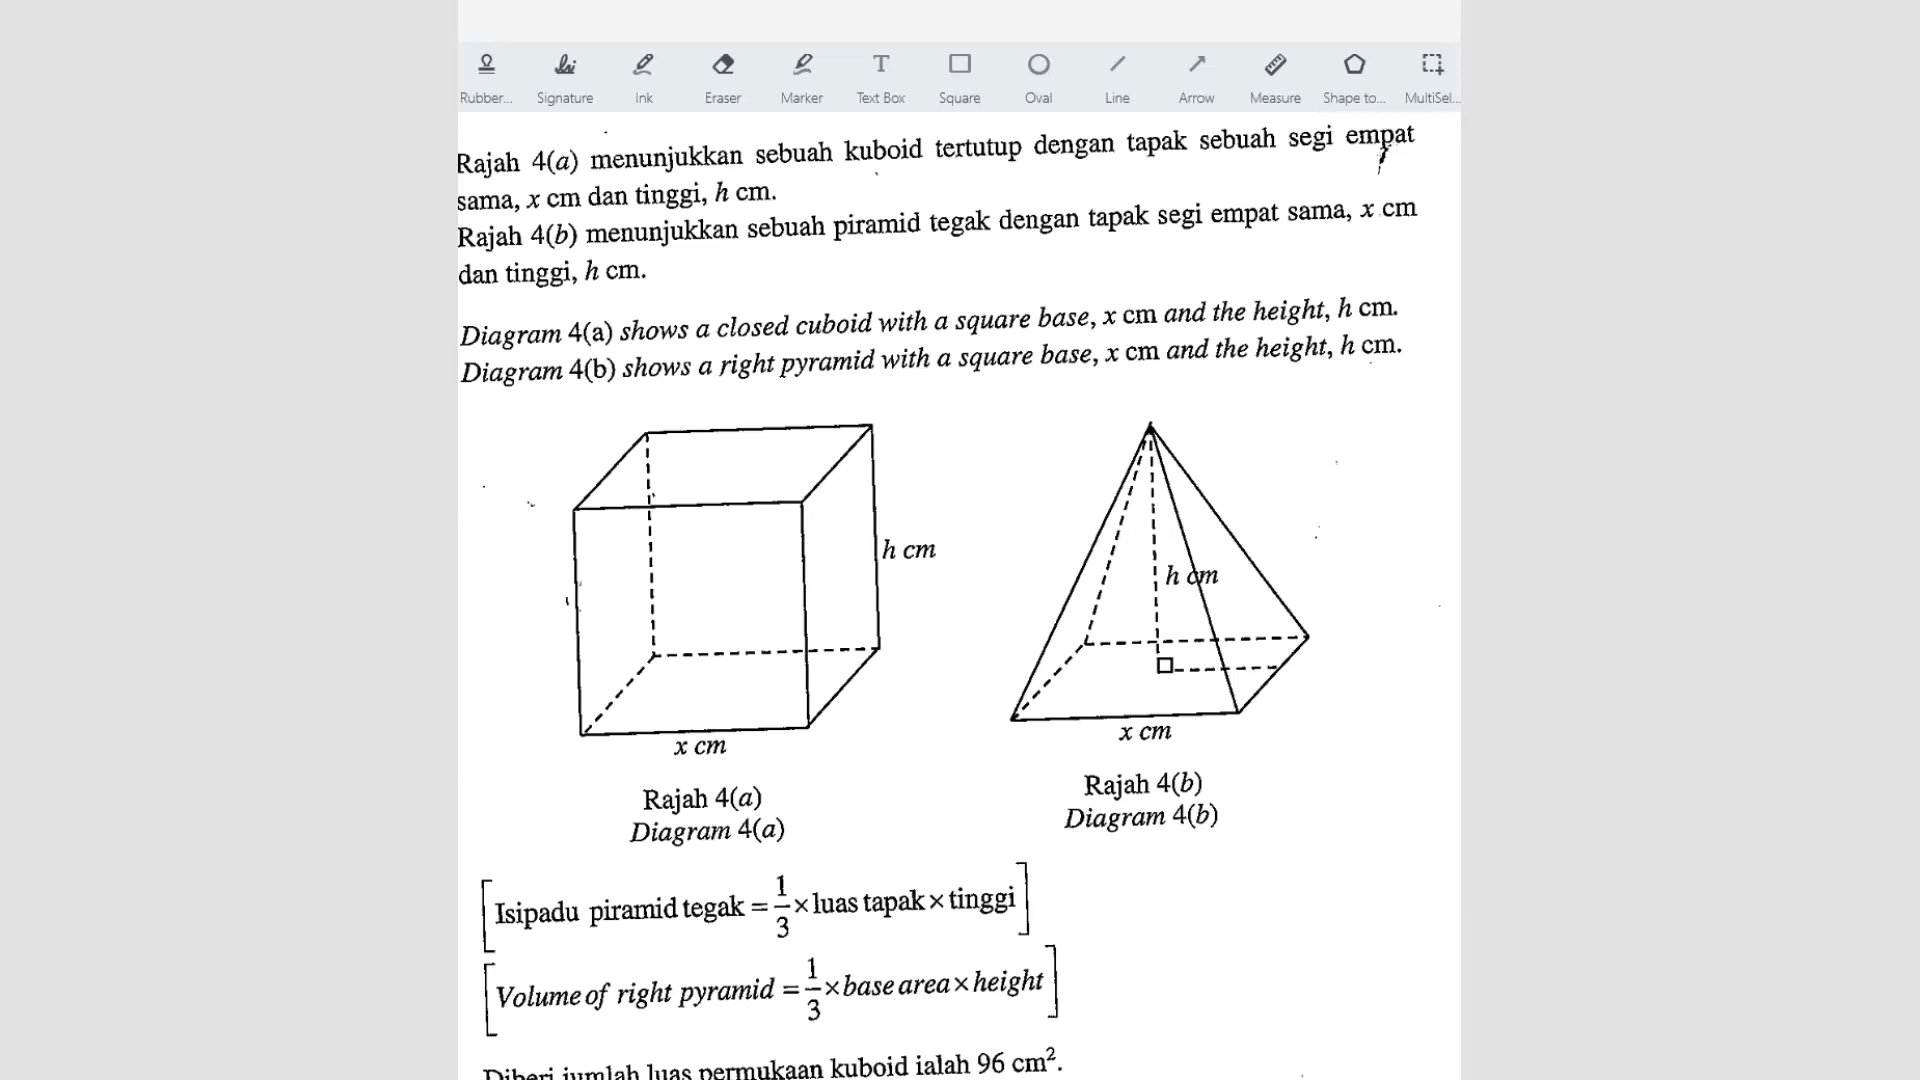 Rubber...
Signature
Ink
Eraser
Marker
T
Text Box
Square
Oval
Line
Arrow
Measure
Shape to...
MultiSel...
Rajah 4(a) menunjukkan sebuah kuboid tertutup dengan tapak sebuah segi empat
sama, x cm dan tinggi, h cm.
Rajah 4(b) menunjukkan sebuah piramid tegak dengan tapak segi empat sama, x cm
dan tinggi, h cm.
Diagram 4(a) shows a closed cuboid with a square base, x cm and the height, h cm.
Diagram 4(b) shows a right pyramid with a square base, x cm and the height, h cm.
h cm
x cm
Rajah 4(a)
Diagram 4(a)
h cm
x cm
Rajah 4(b)
Diagram 4(b)
[Isipadu piramid tegak = 1/3 × luas tapak × tinggi]
[Volume of right pyramid = 1/3 × base area × height]
Diberi jumlah luas permukaan kuboid ialah 96 cm².